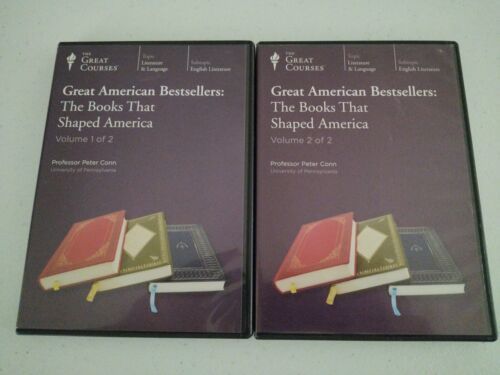 THE
GREAT
COURSES
Topic
Literature
& Language
Subtopic
English Literature
Great American Bestsellers:
The Books That
Shaped America
Volume 1 of 2
Professor Peter Conn
University of Pennsylvania
THE
GREAT
COURSES
Topic
Literature
& Language
Subtopic
English Literature
Great American Bestsellers:
The Books That
Shaped America
Volume 2 of 2
Professor Peter Conn
University of Pennsylvania